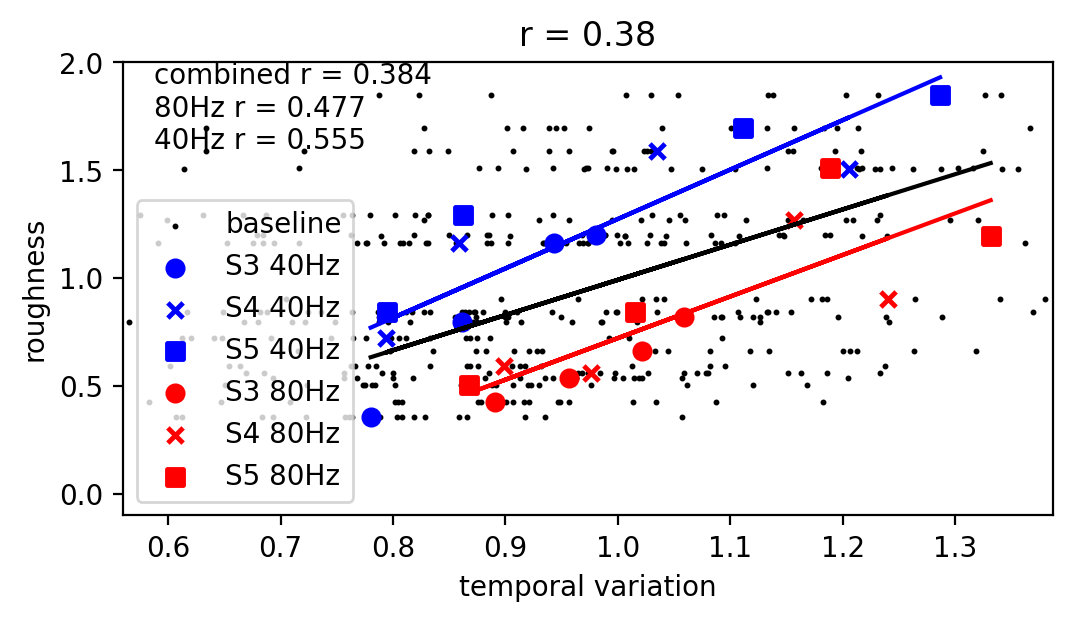 r = 0.38
combined r = 0.384
80Hz r = 0.477
40Hz r = 0.555
baseline
S3 40Hz
S4 40Hz
S5 40Hz
S3 80Hz
S4 80Hz
S5 80Hz
roughness
2.0
1.5
1.0
0.5
0.0
0.6 0.7 0.8 0.9 1.0 1.1 1.2 1.3
temporal variation